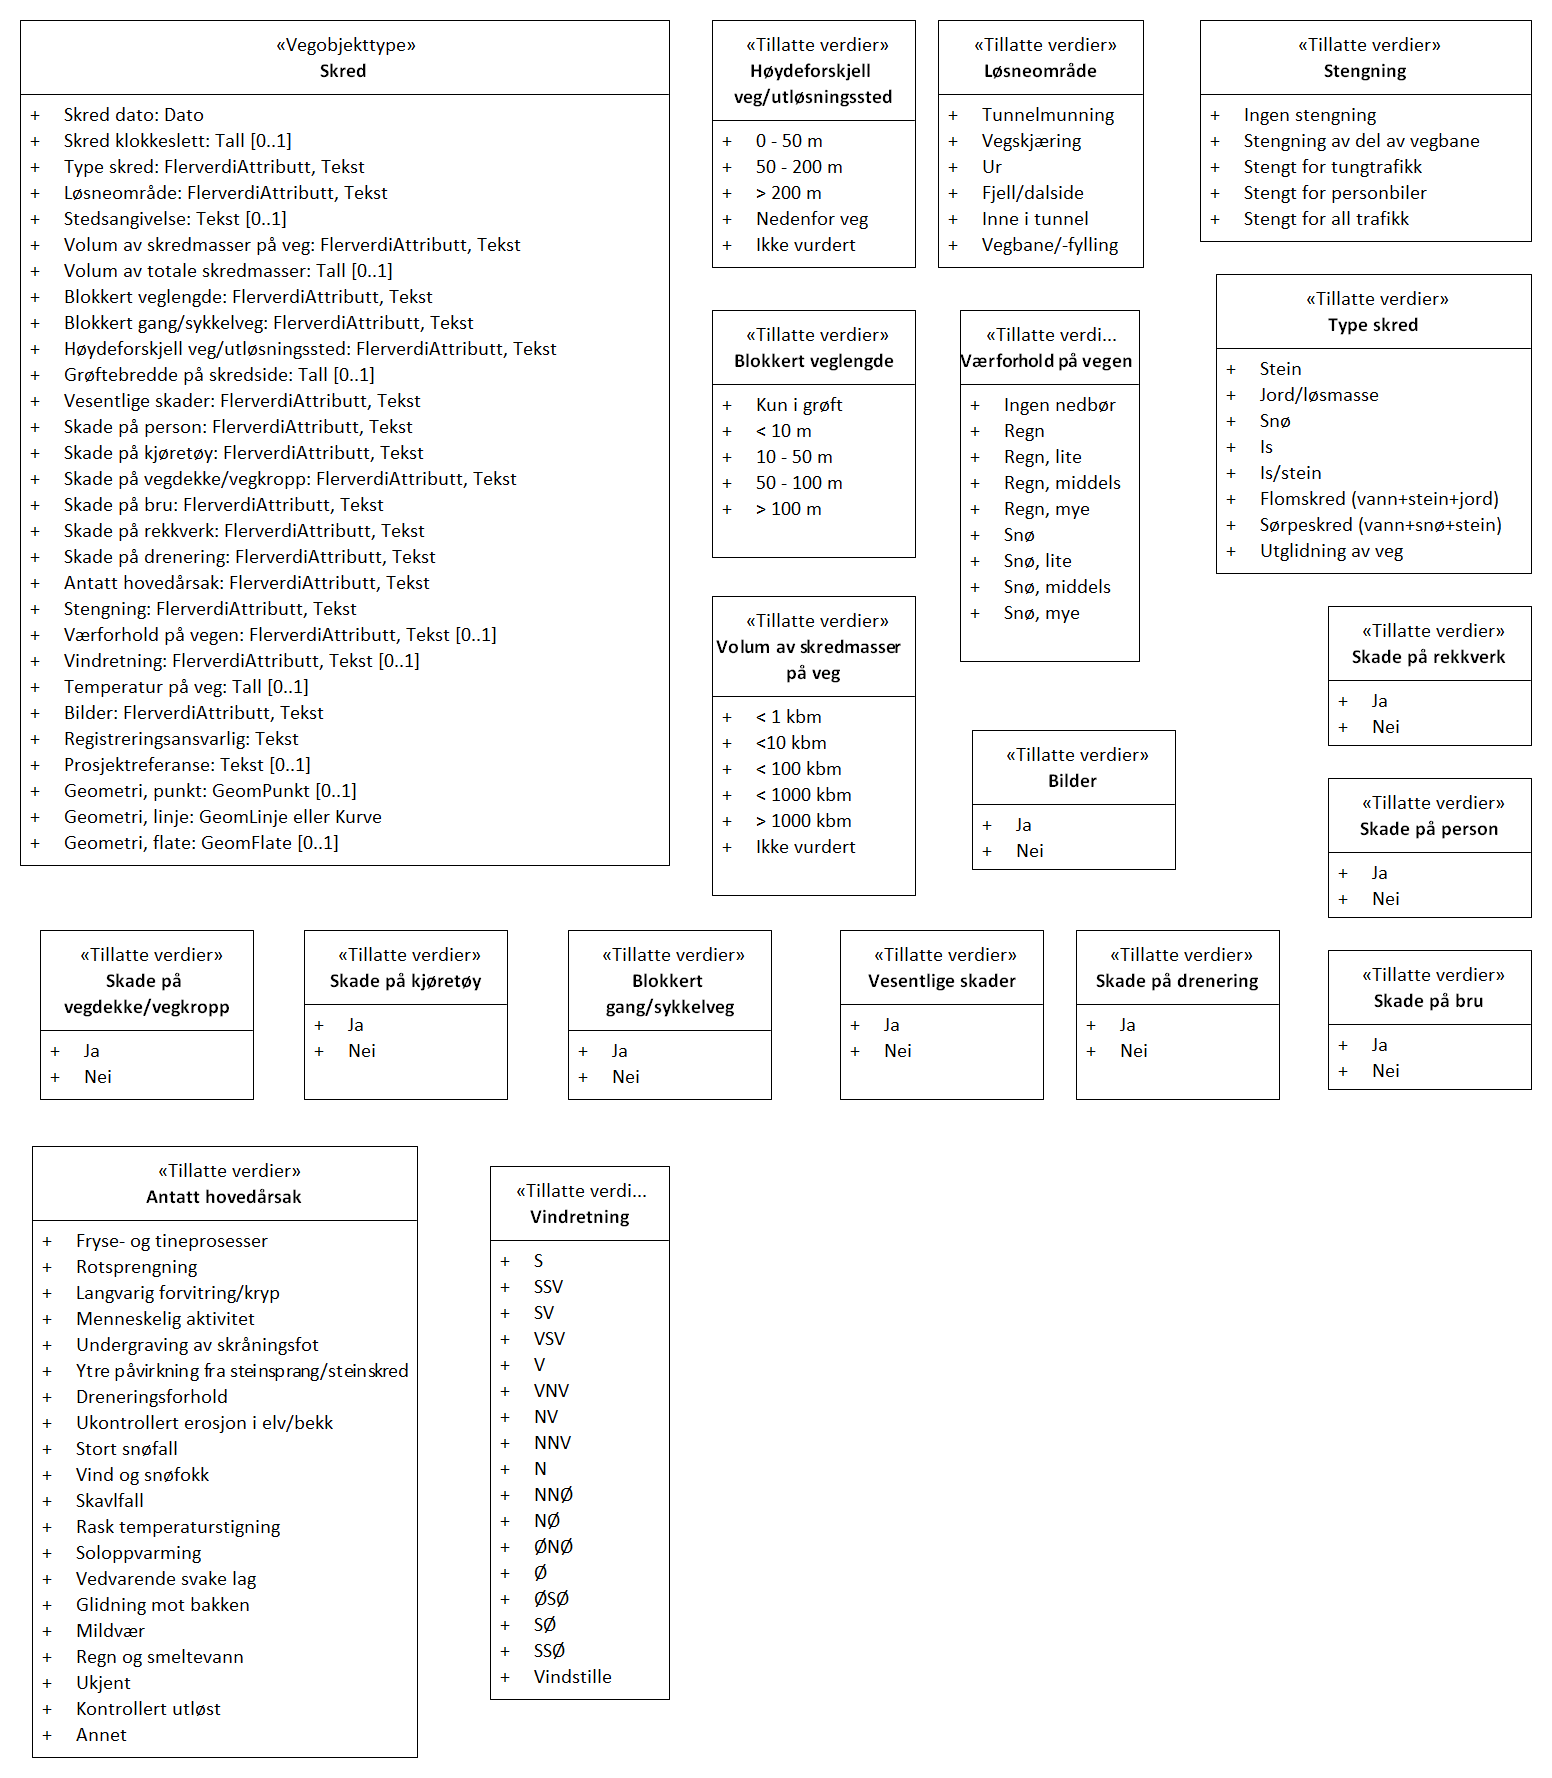 «Vegobjekttype»
Skred
+ Skred dato: Dato
+ Skred klokkeslett: Tall [0..1]
+ Type skred: FlerverdiAttributt, Tekst
+ Løsneområde: FlerverdiAttributt, Tekst
+ Stedsangivelse: Tekst [0..1]
+ Volum av skredmasser på veg: FlerverdiAttributt, Tekst
+ Volum av totale skredmasser: Tall [0..1]
+ Blokkert veglengde: FlerverdiAttributt, Tekst
+ Blokkert gang/sykkelveg: FlerverdiAttributt, Tekst
+ Høydeforskjell veg/utløsningssted: FlerverdiAttributt, Tekst
+ Grøftebredde på skredside: Tall [0..1]
+ Vesentlige skader: FlerverdiAttributt, Tekst
+ Skade på person: FlerverdiAttributt, Tekst
+ Skade på kjøretøy: FlerverdiAttributt, Tekst
+ Skade på vegdekke/vegkropp: FlerverdiAttributt, Tekst
+ Skade på bru: FlerverdiAttributt, Tekst
+ Skade på rekkverk: FlerverdiAttributt, Tekst
+ Skade på drenering: FlerverdiAttributt, Tekst
+ Antatt hovedårsak: FlerverdiAttributt, Tekst
+ Stengning: FlerverdiAttributt, Tekst
+ Værforhold på vegen: FlerverdiAttributt, Tekst [0..1]
+ Vindretning: FlerverdiAttributt, Tekst [0..1]
+ Temperatur på veg: Tall [0..1]
+ Bilder: FlerverdiAttributt, Tekst
+ Registreringsansvarlig: Tekst
+ Prosjektreferanse: Tekst [0..1]
+ Geometri, punkt: GeomPunkt [0..1]
+ Geometri, linje: GeomLinje eller Kurve
+ Geometri, flate: GeomFlate [0..1]
«Tillatte verdier»
Høydeforskjell
veg/utløsningssted
+ 0 - 50 m
+ 50 - 200 m
+ > 200 m
+ Nedenfor veg
+ Ikke vurdert
«Tillatte verdier»
Løsneområde
+ Tunnelmunning
+ Vegskjæring
+ Ur
+ Fjell/dalside
+ Inne i tunnel
+ Vegbane/-fylling
«Tillatte verdier»
Stengning
+ Ingen stengning
+ Stengning av del av vegbane
+ Stengt for tungtrafikk
+ Stengt for personbiler
+ Stengt for all trafikk
«Tillatte verdier»
Blokkert veglengde
+ Kun i grøft
+ < 10 m
+ 10 - 50 m
+ 50 - 100 m
+ > 100 m
«Tillatte verdi...
Værforhold på vegen
+ Ingen nedbør
+ Regn
+ Regn, lite
+ Regn, middels
+ Regn, mye
+ Snø
+ Snø, lite
+ Snø, middels
+ Snø, mye
«Tillatte verdier»
Type skred
+ Stein
+ Jord/løsmasse
+ Snø
+ Is
+ Is/stein
+ Flomskred (vann+stein+jord)
+ Sørpeskred (vann+snø+stein)
+ Utglidning av veg
«Tillatte verdier»
Volum av skredmasser
på veg
+ < 1 kbm
+ <10 kbm
+ < 100 kbm
+ < 1000 kbm
+ > 1000 kbm
+ Ikke vurdert
«Tillatte verdier»
Bilder
+ Ja
+ Nei
«Tillatte verdier»
Skade på rekkverk
+ Ja
+ Nei
«Tillatte verdier»
Skade på person
+ Ja
+ Nei
«Tillatte verdier»
Skade på
vegdekke/vegkropp
+ Ja
+ Nei
«Tillatte verdier»
Skade på kjøretøy
+ Ja
+ Nei
«Tillatte verdier»
Blokkert
gang/sykkelveg
+ Ja
+ Nei
«Tillatte verdier»
Vesentlige skader
+ Ja
+ Nei
«Tillatte verdier»
Skade på drenering
+ Ja
+ Nei
«Tillatte verdier»
Skade på bru
+ Ja
+ Nei
«Tillatte verdier»
Antatt hovedårsak
+ Fryse- og tineprosesser
+ Rotsprengning
+ Langvarig forvitring/kryp
+ Menneskelig aktivitet
+ Undergraving av skråningsfot
+ Ytre påvirkning fra steinsprang/steinskred
+ Dreneringsforhold
+ Ukontrollert erosjon i elv/bekk
+ Stort snøfall
+ Vind og snøfokk
+ Skavlfall
+ Rask temperaturstigning
+ Soloppvarming
+ Vedvarende svake lag
+ Glidning mot bakken
+ Mildvær
+ Regn og smeltevann
+ Ukjent
+ Kontrollert utløst
+ Annet
«Tillatte verdi...
Vindretning
+ S
+ SSV
+ SV
+ VSV
+ V
+ VNV
+ NV
+ NNV
+ N
+ NNØ
+ NØ
+ ØNØ
+ Ø
+ ØSØ
+ SØ
+ SSØ
+ Vindstille